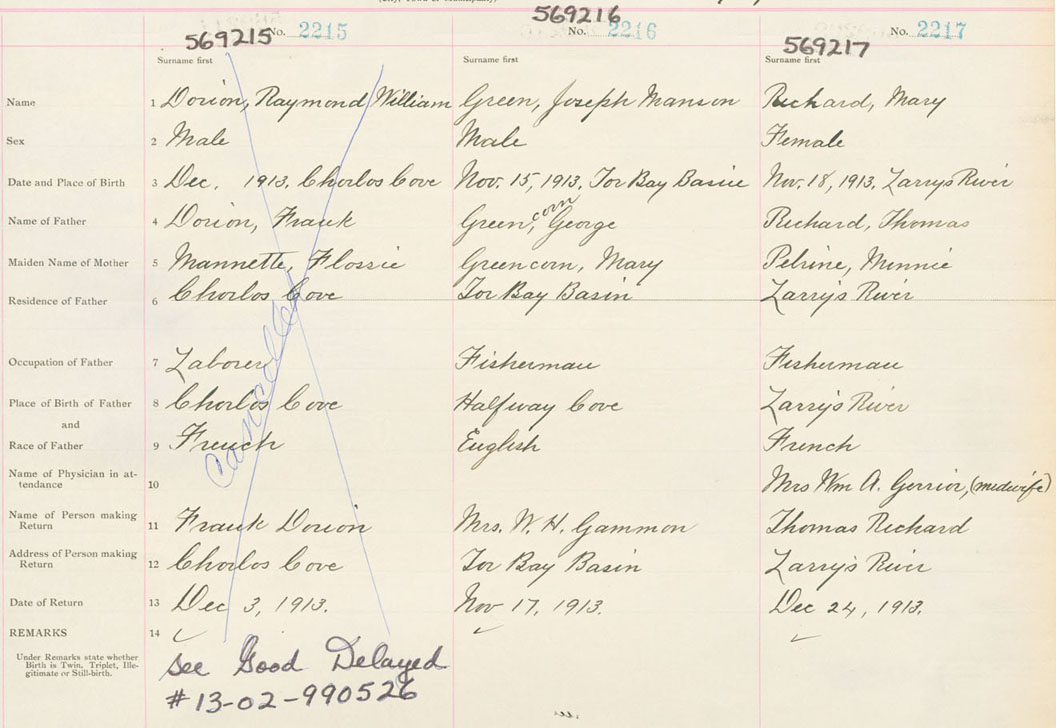 569215 No. 2215 569216 No. 2216 569217 No. 2217
Surname first Surname first Surname first
Name 1 Dorion, Raymond William Green, Joseph Manson Richard, Mary
Sex 2 Male Male Female
Date and Place of Birth 3 Dec. 1913. Chorlos Cove Nov. 15, 1913. Tor Bay Basin Nov. 18, 1913. Larry's River
Name of Father 4 Dorion, Frank Greencorn, George Richard, Thomas
Maiden Name of Mother 5 Mannette, Flossie Greencorn, Mary Pelrine, Minnie
Residence of Father 6 Chorlos Cove Tor Bay Basin Larry's River
Occupation of Father 7 Laborer Fisherman Fisherman
Place of Birth of Father 8 Chorlos Cove Halfway Cove Larry's River
and
Race of Father 9 French English French
Cancelled
Name of Physician in at-
tendance 10 Mrs Wm A. Gerrior, (midwife)
Name of Person making
Return 11 Frank Dorion Mrs. W. H. Gammon Thomas Richard
Address of Person making
Return 12 Chorlos Cove Tor Bay Basin Larry's River
Date of Return 13 Dec 3, 1913. Nov 17, 1913. Dec 24, 1913.
REMARKS 14
Under Remarks state whether
Birth is Twin, Triplet, Ille-
gitimate or Still-birth.
see Good Delayed
#13-02-990526